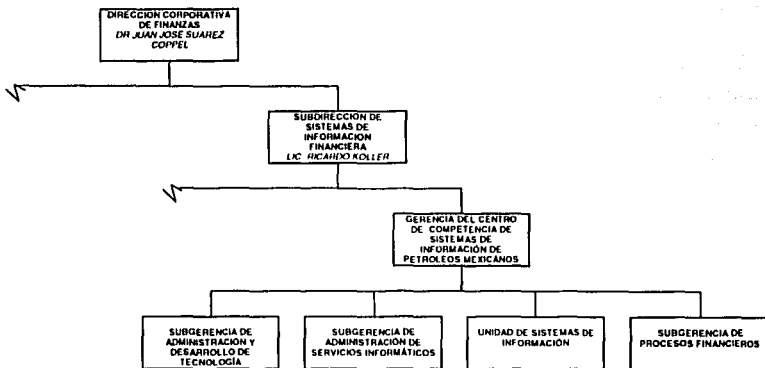 DIRECCION CORPORATIVA
DE FINANZAS
DR JUAN JOSE SUAREZ
COPPEL
SUBDIRECCION DE
SISTEMAS DE
INFORMACION
FINANCIERA
LIC. RICARDO KOLLER
GERENCIA DEL CENTRO
DE COMPETENCIA DE
SISTEMAS DE
INFORMACIÓN DE
PETROLEOS MEXICANOS
SUBGERENCIA DE
ADMINISTRACION Y
DESARROLLO DE
TECNOLOGÍA
SUBGERENCIA DE
ADMINISTRACIÓN DE
SERVICIOS INFORMÁTICOS
UNIDAD DE SISTEMAS DE
INFORMACIÓN
SUBGERENCIA DE
PROCESOS FINANCIEROS